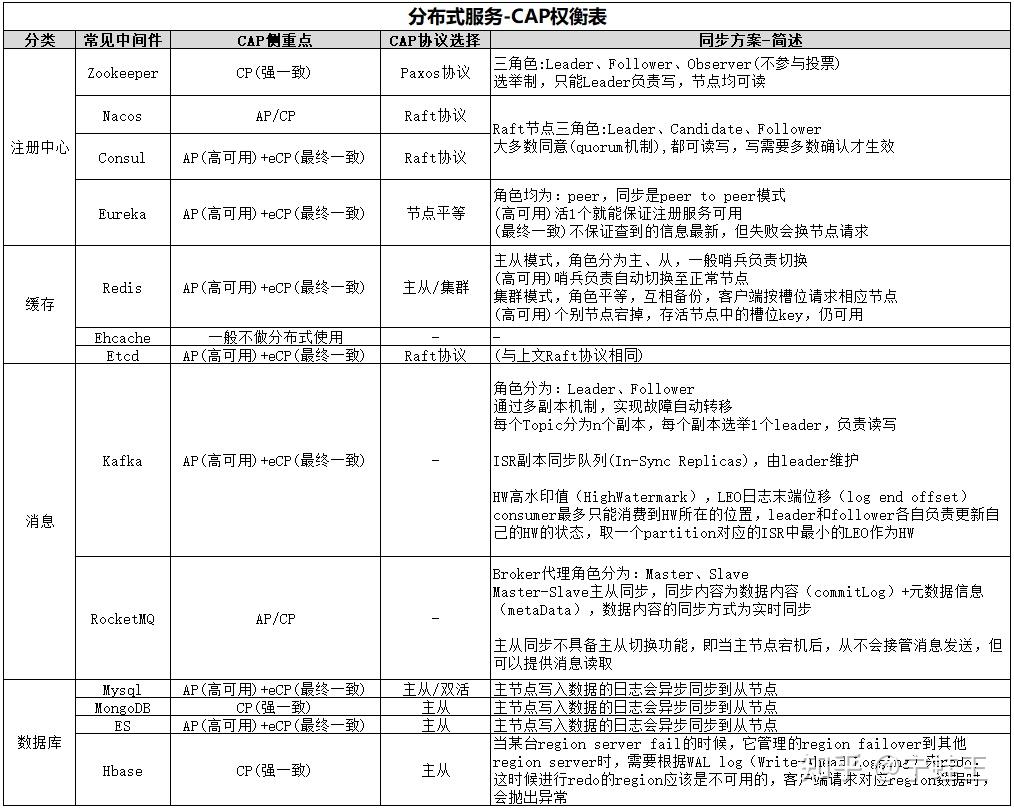 分布式服务-CAP权衡表
分类 常见中间件 CAP侧重点 CAP协议选择 同步方案-简述
注册中心
Zookeeper CP(强一致) Paxos协议
三角色:Leader、Follower、Observer(不参与投票)
选举制，只能Leader负责写，节点均可读
Nacos AP/CP Raft协议
Consul AP(高可用)+eCP(最终一致) Raft协议
Raft节点三角色:Leader、Candidate、Follower
大多数同意(quorum机制),都可读写，写需要多数确认才生效
Eureka AP(高可用)+eCP(最终一致) 节点平等
角色均为：peer，同步是peer to peer模式
(高可用)活1个就能保证注册服务可用
(最终一致)不保证查到的信息最新，但失败会换节点请求
缓存
Redis AP(高可用)+eCP(最终一致) 主从/集群
主从模式，角色分为主、从，一般哨兵负责切换
(高可用)哨兵负责自动切换至正常节点
集群模式，角色平等，互相备份，客户端按槽位请求相应节点
(高可用)个别节点宕掉，存活节点中的槽位key，仍可用
Ehcache 一般不做分布式使用 - -
Etcd AP(高可用)+eCP(最终一致) Raft协议 (与上文Raft协议相同)
消息
Kafka AP(高可用)+eCP(最终一致) -
角色分为：Leader、Follower
通过多副本机制，实现故障自动转移
每个Topic分为n个副本，每个副本选举1个leader，负责读写
ISR副本同步队列(In-Sync Replicas)，由leader维护
HW高水印值（HighWatermark），LEO日志末端位移（log end offset）
consumer最多只能消费到HW所在的位置，leader和follower各自负责更新自
己的HW的状态，取一个partition对应的ISR中最小的LEO作为HW
RocketMQ AP/CP -
Broker代理角色分为：Master、Slave
Master-Slave主从同步，同步内容为数据内容（commitLog）+元数据信息
（metaData），数据内容的同步方式为实时同步
主从同步不具备主从切换功能，即当主节点宕机后，从不会接管消息发送，但
可以提供消息读取
数据库
Mysql AP(高可用)+eCP(最终一致) 主从/双活 主节点写入数据的日志会异步同步到从节点
MongoDB CP(强一致) 主从 主节点写入数据的日志会异步同步到从节点
ES AP(高可用)+eCP(最终一致) 主从 主节点写入数据的日志会异步同步到从节点
Hbase CP(强一致) 主从
当某台region server fail的时候，它管理的region failover到其他
region server时，需要根据WAL log（Write-Ahead Logging）来redo，
这时候进行redo的region应该是不可用的，客户端请求对应region数据时，
会抛出异常
知乎